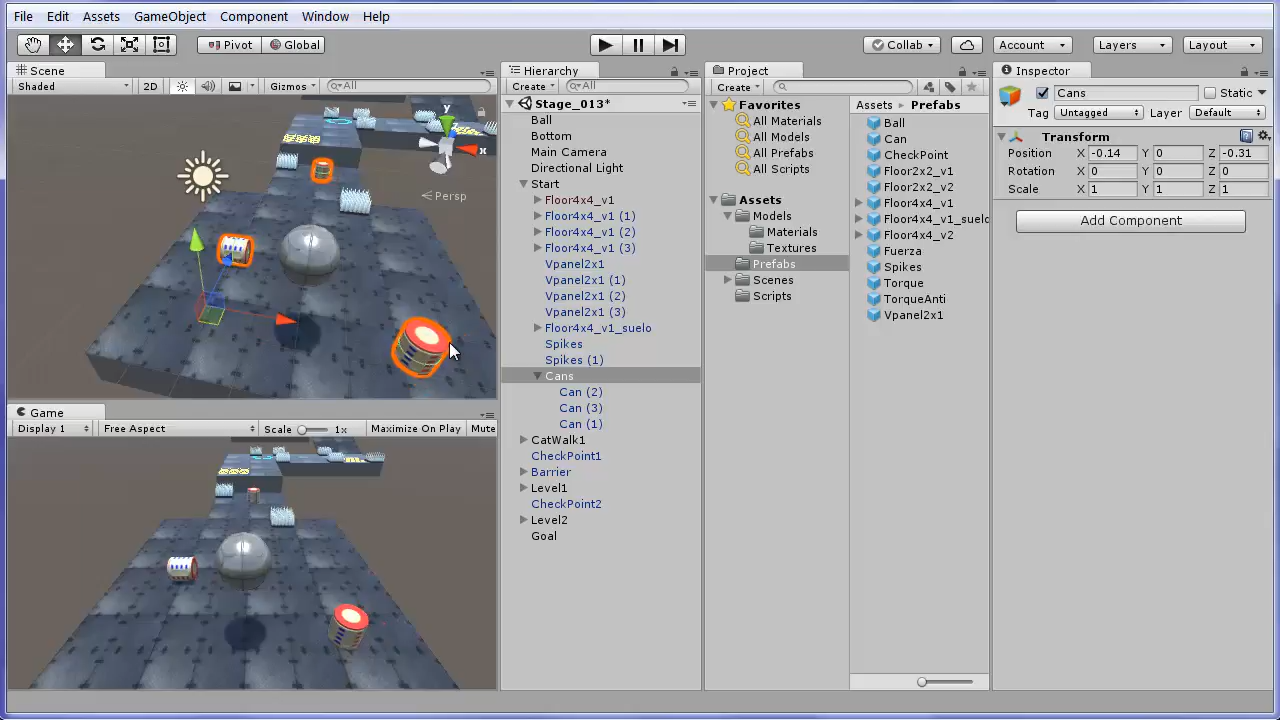 File Edit Assets GameObject Component Window Help
Pivot Global Collab Account Layers Layout
Scene
Shaded 2D Gizmos All
y
x
Persp
Game
Display 1 Free Aspect Scale 1x Maximize On Play Mute
Hierarchy
Create All
Stage_013*
Ball
Bottom
Main Camera
Directional Light
Start
Floor4x4_v1
Floor4x4_v1 (1)
Floor4x4_v1 (2)
Floor4x4_v1 (3)
Vpanel2x1
Vpanel2x1 (1)
Vpanel2x1 (2)
Vpanel2x1 (3)
Floor4x4_v1_suelo
Spikes
Spikes (1)
Cans
Can (2)
Can (3)
Can (1)
CatWalk1
CheckPoint1
Barrier
Level1
CheckPoint2
Level2
Goal
Project
Create
Favorites
All Materials
All Models
All Prefabs
All Scripts
Assets
Models
Materials
Textures
Prefabs
Scenes
Scripts
Assets Prefabs
Ball
Can
CheckPoint
Floor2x2_v1
Floor2x2_v2
Floor4x4_v1
Floor4x4_v1_suelo
Floor4x4_v2
Fuerza
Spikes
Torque
TorqueAnti
Vpanel2x1
Inspector
Cans Static
Tag Untagged Layer Default
Transform
Position X -0.14 Y 0 Z -0.31
Rotation X 0 Y 0 Z 0
Scale X 1 Y 1 Z 1
Add Component